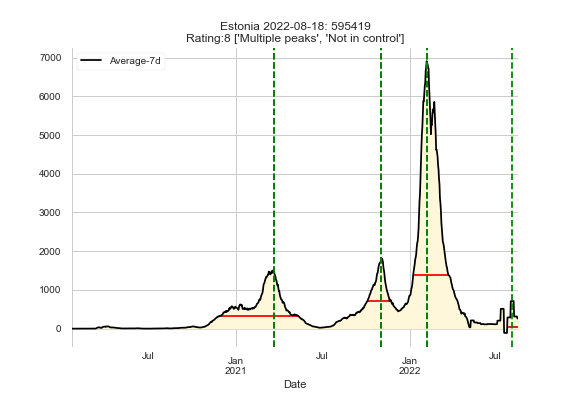 Estonia 2022-08-18: 595419
Rating:8 ['Multiple peaks', 'Not in control']
Average-7d
7000
6000
5000
4000
3000
2000
1000
0
Jul
Jan
2021
Jul
Jan
2022
Jul
Date